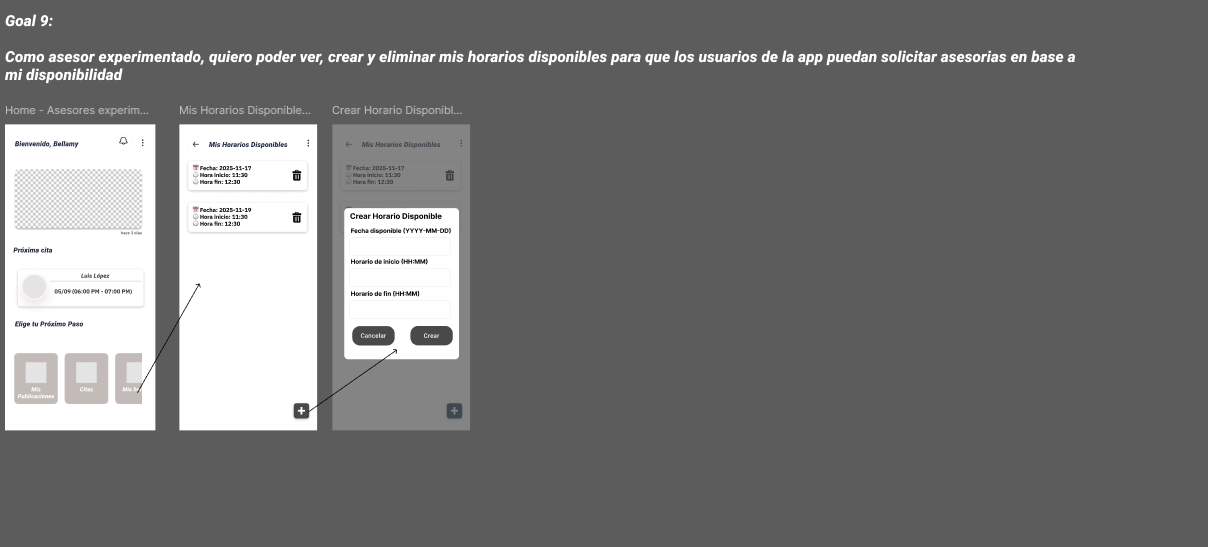 Goal 9:
Como asesor experimentado, quiero poder ver, crear y eliminar mis horarios disponibles para que los usuarios de la app puedan solicitar asesorias en base a
mi disponibilidad
Home - Asesores experim...
Bienvenido, Bellamy
hace 3 días
Próxima cita
Luis López
05/09 (06:00 PM - 07:00 PM)
Elige tu Próximo Paso
Mis
Publicaciones
Citas
Mis
Mis Horarios Disponible...
Mis Horarios Disponibles
Fecha: 2025-11-17
Hora inicio: 11:30
Hora fin: 12:30
Fecha: 2025-11-19
Hora inicio: 11:30
Hora fin: 12:30
Crear Horario Disponibl...
Mis Horarios Disponibles
Fecha: 2025-11-17
Hora inicio: 11:30
Hora fin: 12:30
Crear Horario Disponible
Fecha disponible (YYYY-MM-DD)
Horario de inicio (HH:MM)
Horario de fin (HH:MM)
Cancelar
Crear